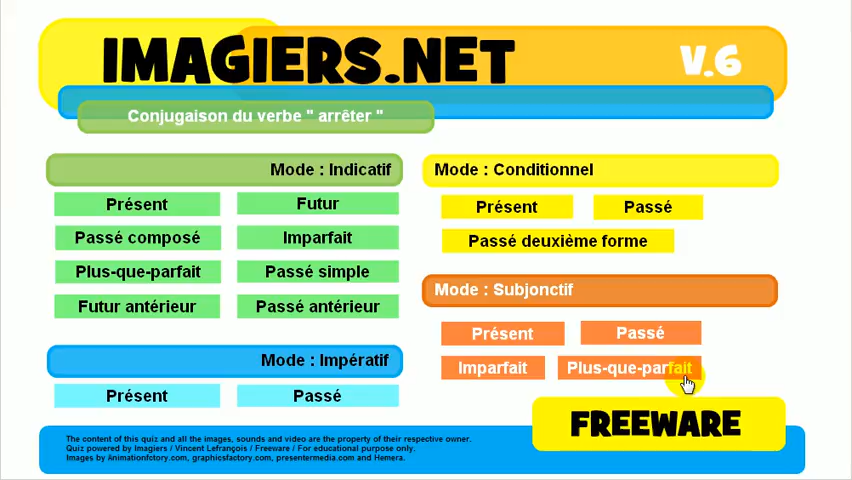 IMAGIERS.NET
V.6
Conjugaison du verbe " arrêter "
Mode : Indicatif
Présent
Futur
Passé composé
Imparfait
Plus-que-parfait
Passé simple
Futur antérieur
Passé antérieur
Mode : Impératif
Présent
Passé
Mode : Conditionnel
Présent
Passé
Passé deuxième forme
Mode : Subjonctif
Présent
Passé
Imparfait
Plus-que-parfait
FREEWARE
The content of this quiz and all the images, sounds and video are the property of their respective owner.
Quiz powered by Imagiers / Vincent Lefrançois / Freeware / For educational purpose only.
Images by Animationfctory.com, graphicsfactory.com, presentermedia.com and Hemera.